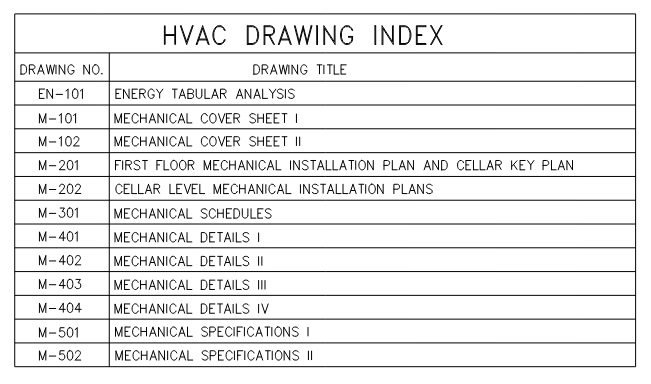 HVAC DRAWING INDEX
DRAWING NO. DRAWING TITLE
EN-101 ENERGY TABULAR ANALYSIS
M-101 MECHANICAL COVER SHEET I
M-102 MECHANICAL COVER SHEET II
M-201 FIRST FLOOR MECHANICAL INSTALLATION PLAN AND CELLAR KEY PLAN
M-202 CELLAR LEVEL MECHANICAL INSTALLATION PLANS
M-301 MECHANICAL SCHEDULES
M-401 MECHANICAL DETAILS I
M-402 MECHANICAL DETAILS II
M-403 MECHANICAL DETAILS III
M-404 MECHANICAL DETAILS IV
M-501 MECHANICAL SPECIFICATIONS I
M-502 MECHANICAL SPECIFICATIONS II